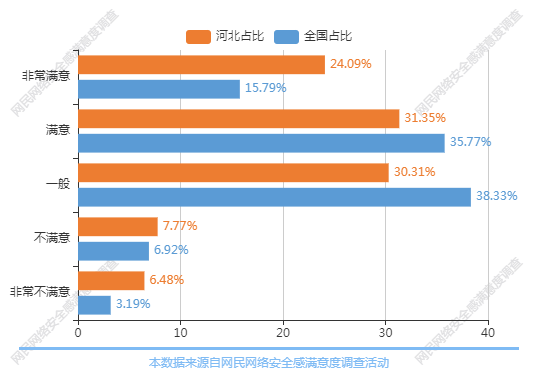 河北占比 全国占比
非常满意 24.09%
15.79%
满意 31.35%
35.77%
一般 30.31%
38.33%
不满意 7.77%
6.92%
非常不满意 6.48%
3.19%
0 10 20 30 40
本数据来源自网民网络安全感满意度调查活动
网民网络安全感满意度调查
网民网络安全感满意度调查
网民网络安全感满意度调查
网民网络安全感满意度调查